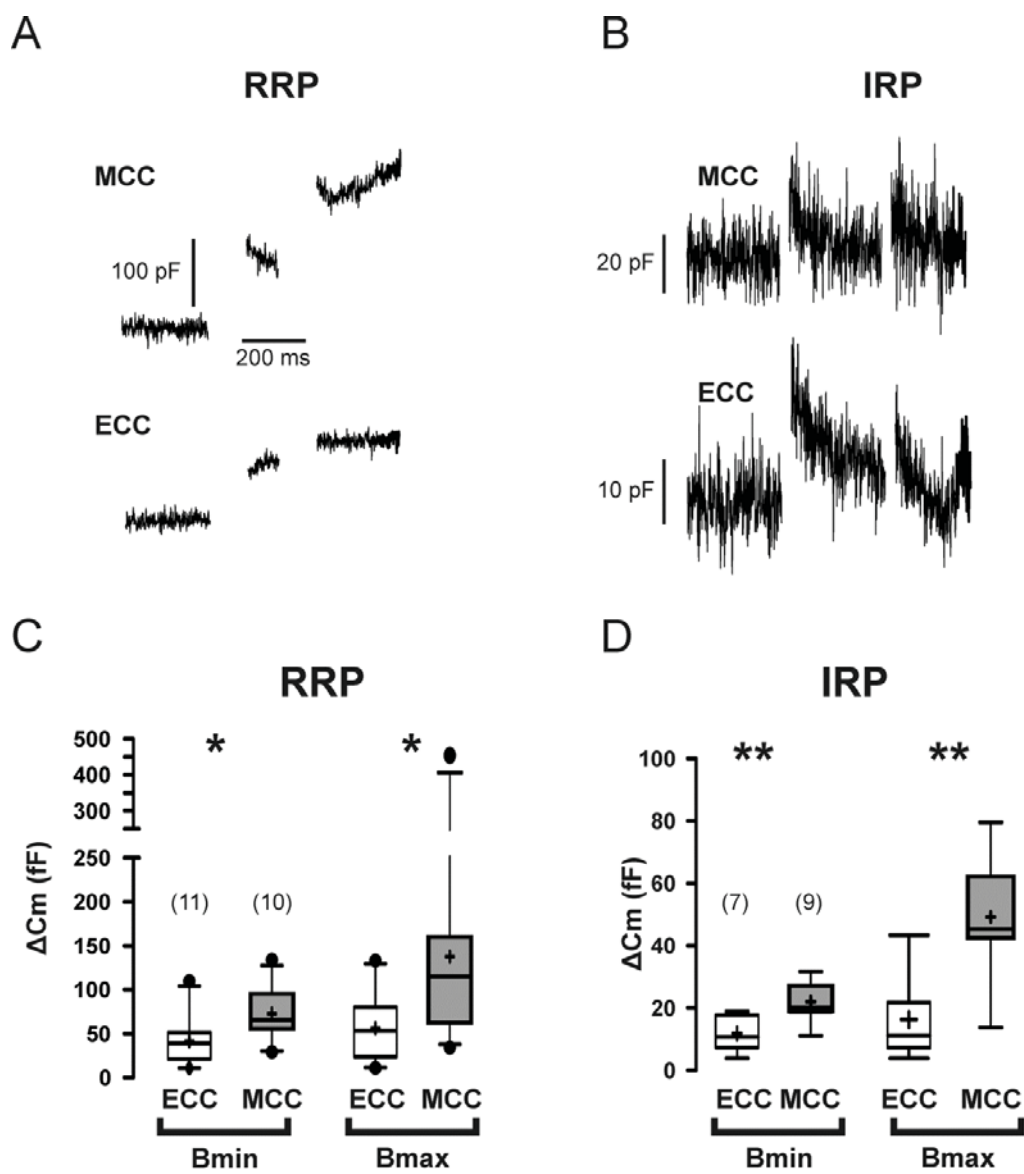 A
RRP
MCC
100 pF
200 ms
ECC
B
IRP
MCC
20 pF
ECC
10 pF
C
RRP
* *
500
400
300
250
200
150
100
50
0
ΔCm (fF)
(11) (10)
ECC MCC ECC MCC
Bmin Bmax
D
IRP
** **
100
80
60
40
20
0
ΔCm (fF)
(7) (9)
ECC MCC ECC MCC
Bmin Bmax